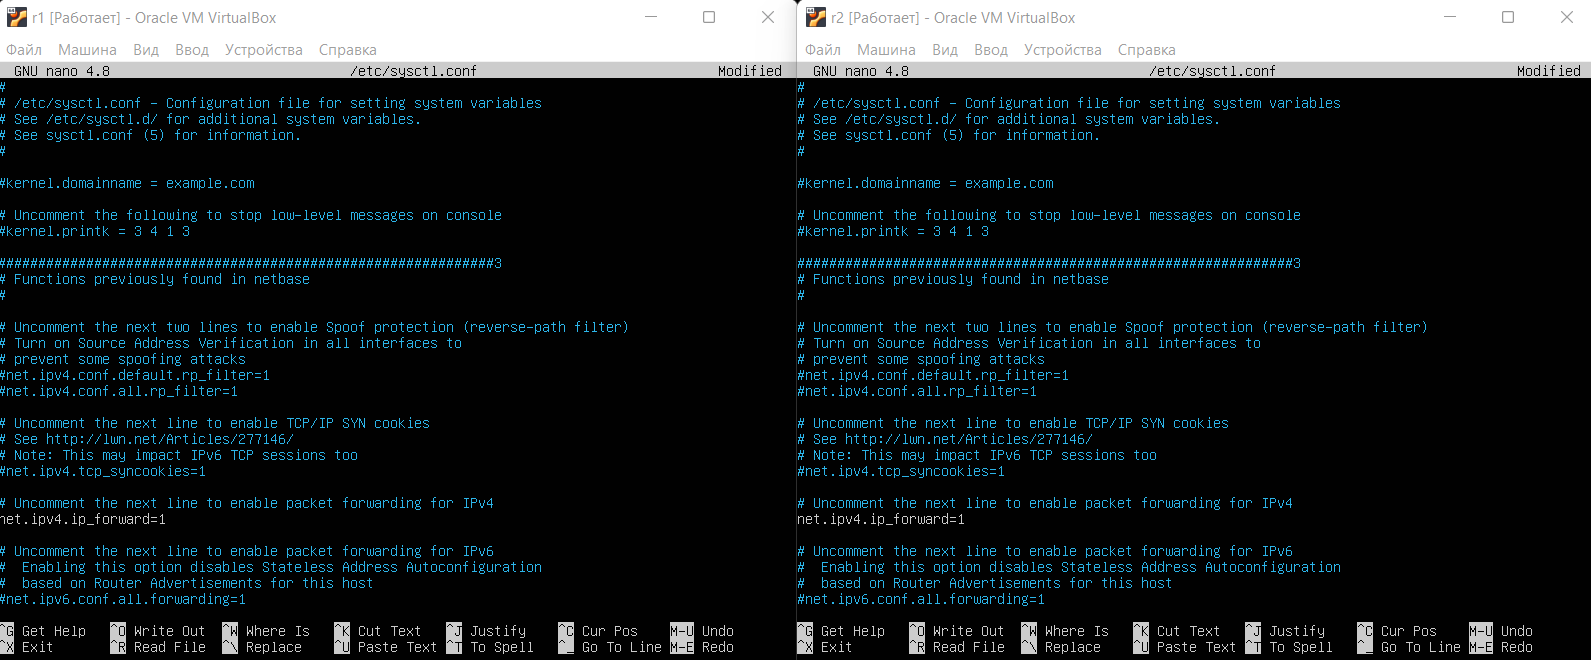 r1 [Работает] - Oracle VM VirtualBox
Файл Машина Вид Ввод Устройства Справка
GNU nano 4.8 /etc/sysctl.conf Modified
#
# /etc/sysctl.conf - Configuration file for setting system variables
# See /etc/sysctl.d/ for additional system variables.
# See sysctl.conf (5) for information.
#
#kernel.domainname = example.com
# Uncomment the following to stop low-level messages on console
#kernel.printk = 3 4 1 3
##############################################################3
# Functions previously found in netbase
#
# Uncomment the next two lines to enable Spoof protection (reverse-path filter)
# Turn on Source Address Verification in all interfaces to
# prevent some spoofing attacks
#net.ipv4.conf.default.rp_filter=1
#net.ipv4.conf.all.rp_filter=1
# Uncomment the next line to enable TCP/IP SYN cookies
# See http://lwn.net/Articles/277146/
# Note: This may impact IPv6 TCP sessions too
#net.ipv4.tcp_syncookies=1
# Uncomment the next line to enable packet forwarding for IPv4
net.ipv4.ip_forward=1
# Uncomment the next line to enable packet forwarding for IPv6
#  Enabling this option disables Stateless Address Autoconfiguration
#  based on Router Advertisements for this host
#net.ipv6.conf.all.forwarding=1
^G Get Help ^O Write Out ^W Where Is ^K Cut Text ^J Justify ^C Cur Pos M-U Undo
^X Exit ^R Read File ^\ Replace ^U Paste Text ^T To Spell ^_ Go To Line M-E Redo
r2 [Работает] - Oracle VM VirtualBox
Файл Машина Вид Ввод Устройства Справка
GNU nano 4.8 /etc/sysctl.conf Modified
#
# /etc/sysctl.conf - Configuration file for setting system variables
# See /etc/sysctl.d/ for additional system variables.
# See sysctl.conf (5) for information.
#
#kernel.domainname = example.com
# Uncomment the following to stop low-level messages on console
#kernel.printk = 3 4 1 3
##############################################################3
# Functions previously found in netbase
#
# Uncomment the next two lines to enable Spoof protection (reverse-path filter)
# Turn on Source Address Verification in all interfaces to
# prevent some spoofing attacks
#net.ipv4.conf.default.rp_filter=1
#net.ipv4.conf.all.rp_filter=1
# Uncomment the next line to enable TCP/IP SYN cookies
# See http://lwn.net/Articles/277146/
# Note: This may impact IPv6 TCP sessions too
#net.ipv4.tcp_syncookies=1
# Uncomment the next line to enable packet forwarding for IPv4
net.ipv4.ip_forward=1
# Uncomment the next line to enable packet forwarding for IPv6
#  Enabling this option disables Stateless Address Autoconfiguration
#  based on Router Advertisements for this host
#net.ipv6.conf.all.forwarding=1
^G Get Help ^O Write Out ^W Where Is ^K Cut Text ^J Justify ^C Cur Pos M-U Undo
^X Exit ^R Read File ^\ Replace ^U Paste Text ^T To Spell ^_ Go To Line M-E Redo